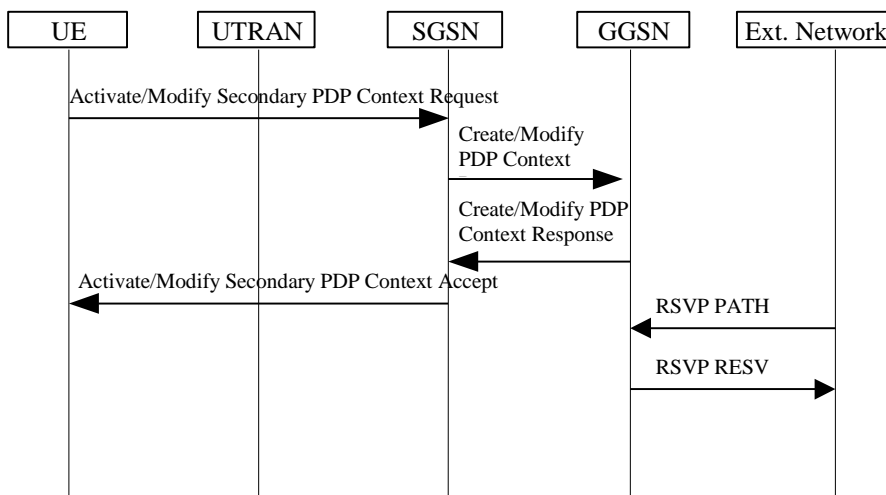 UE
UTRAN
SGSN
GGSN
Ext. Network
Activate/Modify Secondary PDP Context Request
Create/Modify
PDP Context
Create/Modify PDP
Context Response
Activate/Modify Secondary PDP Context Accept
RSVP PATH
RSVP RESV